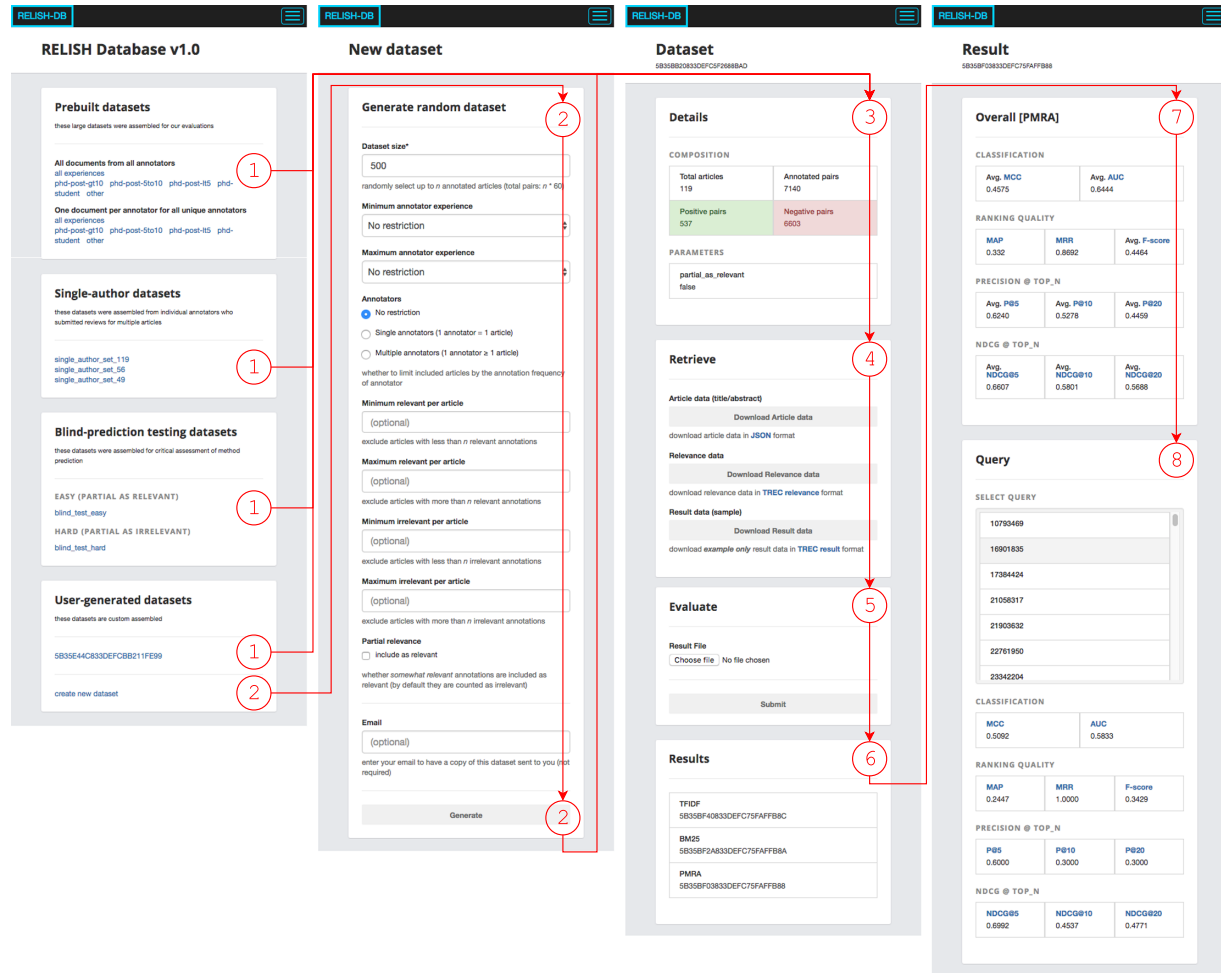 RELISH-DB
RELISH Database v1.0
Prebuilt datasets
these large datasets were assembled for our evaluations
All documents from all annotators
all experiences
phd-post-gt10 phd-post-5to10 phd-post-lt5 phd-
student other
One document per annotator for all unique annotators
all experiences
phd-post-gt10 phd-post-5to10 phd-post-lt5 phd-
student other
1
Single-author datasets
these datasets were assembled from individual annotators who
submitted reviews for multiple articles
single_author_set_119
single_author_set_56
single_author_set_49
1
Blind-prediction testing datasets
these datasets were assembled for critical assessment of method
prediction
EASY (PARTIAL AS RELEVANT)
blind_test_easy
HARD (PARTIAL AS IRRELEVANT)
blind_test_hard
1
User-generated datasets
these datasets are custom assembled
5B35E44C833DEFCBB211FE99
1
create new dataset
2
RELISH-DB
New dataset
Generate random dataset
2
Dataset size*
500
randomly select up to n annotated articles (total pairs: n * 60)
Minimum annotator experience
No restriction
Maximum annotator experience
No restriction
Annotators
No restriction
Single annotators (1 annotator = 1 article)
Multiple annotators (1 annotator ≥ 1 article)
whether to limit included articles by the annotation frequency
of annotator
Minimum relevant per article
(optional)
exclude articles with less than n relevant annotations
Maximum relevant per article
(optional)
exclude articles with more than n relevant annotations
Minimum irrelevant per article
(optional)
exclude articles with less than n irrelevant annotations
Maximum irrelevant per article
(optional)
exclude articles with more than n irrelevant annotations
Partial relevance
include as relevant
whether somewhat relevant annotations are included as
relevant (by default they are counted as irrelevant)
Email
(optional)
enter your email to have a copy of this dataset sent to you (not
required)
Generate
2
RELISH-DB
Dataset
5B35BB20833DEFC5F2688BAD
Details
3
COMPOSITION
Total articles Annotated pairs
119 7140
Positive pairs Negative pairs
537 6603
PARAMETERS
partial_as_relevant
false
Retrieve
4
Article data (title/abstract)
Download Article data
download article data in JSON format
Relevance data
Download Relevance data
download relevance data in TREC relevance format
Result data (sample)
Download Result data
download example only result data in TREC result format
Evaluate
5
Result File
Choose file No file chosen
Submit
Results
6
TFIDF
5B35BF40833DEFC75FAFFB8C
BM25
5B35BF2A833DEFC75FAFFB8A
PMRA
5B35BF03833DEFC75FAFFB88
RELISH-DB
Result
5B35BF03833DEFC75FAFFB88
Overall [PMRA]
7
CLASSIFICATION
Avg. MCC Avg. AUC
0.4575 0.6444
RANKING QUALITY
MAP MRR Avg. F-score
0.332 0.8692 0.4464
PRECISION @ TOP_N
Avg. P@5 Avg. P@10 Avg. P@20
0.6240 0.5278 0.4459
NDCG @ TOP_N
Avg. Avg. Avg.
NDCG@5 NDCG@10 NDCG@20
0.6607 0.5801 0.5688
Query
8
SELECT QUERY
10793469
16901835
17384424
21058317
21903632
22761950
23342204
CLASSIFICATION
MCC AUC
0.5092 0.5833
RANKING QUALITY
MAP MRR F-score
0.2447 1.0000 0.3429
PRECISION @ TOP_N
P@5 P@10 P@20
0.6000 0.3000 0.3000
NDCG @ TOP_N
NDCG@5 NDCG@10 NDCG@20
0.6992 0.4537 0.4771